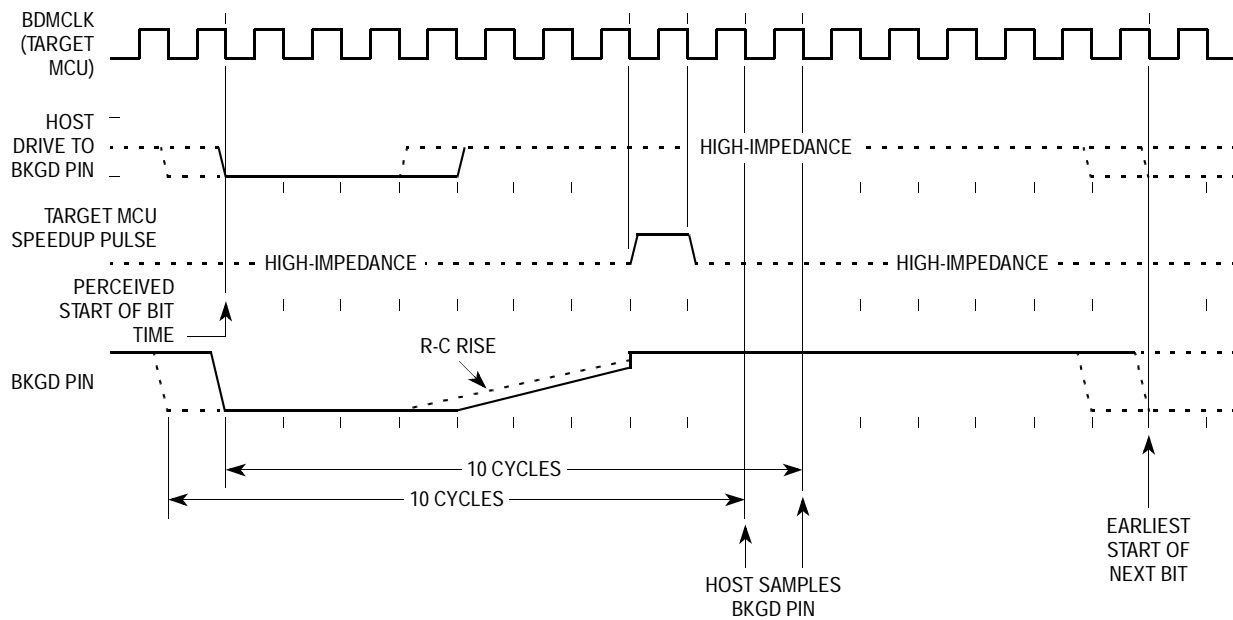 BDMCLK
(TARGET
MCU)
HOST
DRIVE TO
BKGD PIN
HIGH-IMPEDANCE
TARGET MCU
SPEEDUP PULSE
HIGH-IMPEDANCE
HIGH-IMPEDANCE
PERCEIVED
START OF BIT
TIME
R-C RISE
BKGD PIN
10 CYCLES
10 CYCLES
HOST SAMPLES
BKGD PIN
EARLIEST
START OF
NEXT BIT